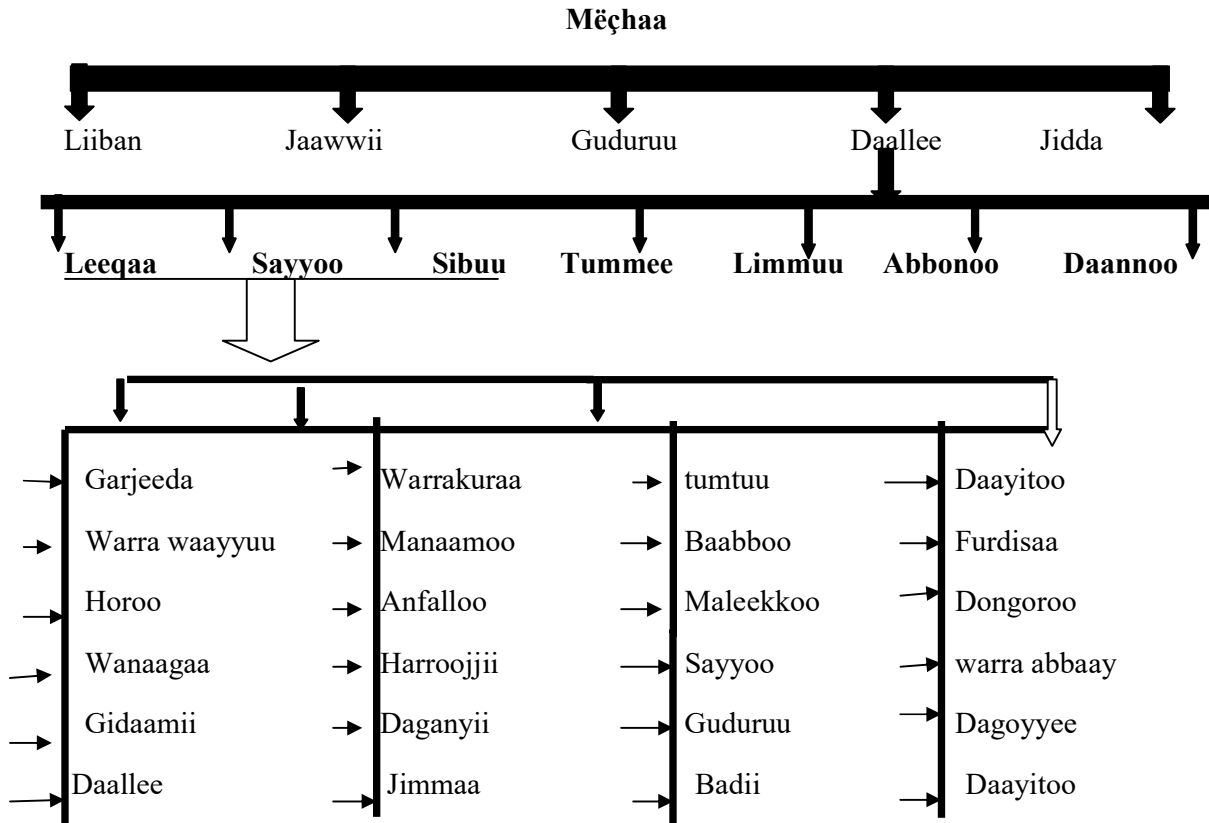 Mëçhaa
Liiban Jaawwii Guduruu Daallee Jidda
Leeqaa Sayyoo Sibuu Tummee Limmuu Abbonoo Daannoo
Garjeeda Warrakuraa tumtuu Daayitoo
Warra waayyuu Manaamoo Baabboo Furdisaa
Horoo Anfalloo Maleekkoo Dongoroo
Wanaagaa Harroojjii Sayyoo warra abbaay
Gidaamii Daganyii Guduruu Dagoyyee
Daallee Jimmaa Badii Daayitoo